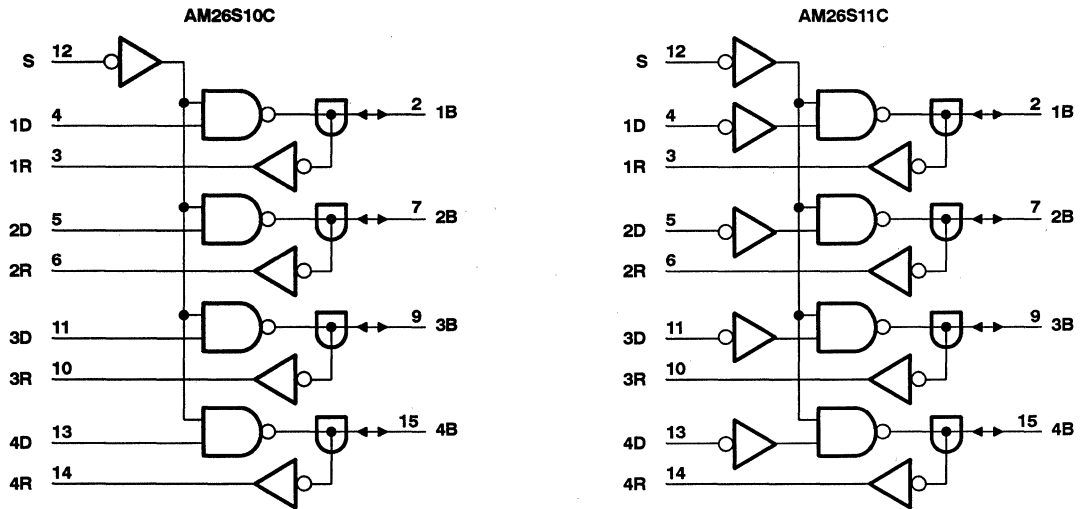 AM26S10C
S 12
1D 4
2 1B
1R 3
2D 5
7 2B
2R 6
3D 11
9 3B
3R 10
4D 13
15 4B
4R 14
AM26S11C
S 12
1D 4
2 1B
1R 3
2D 5
7 2B
2R 6
3D 11
9 3B
3R 10
4D 13
15 4B
4R 14